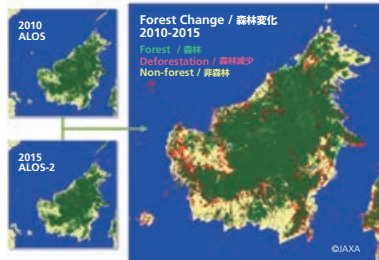 2010
ALOS
2015
ALOS-2
Forest Change / 森林変化
2010-2015
Forest / 森林
Deforestation / 森林減少
Non-forest / 非森林
©JAXA